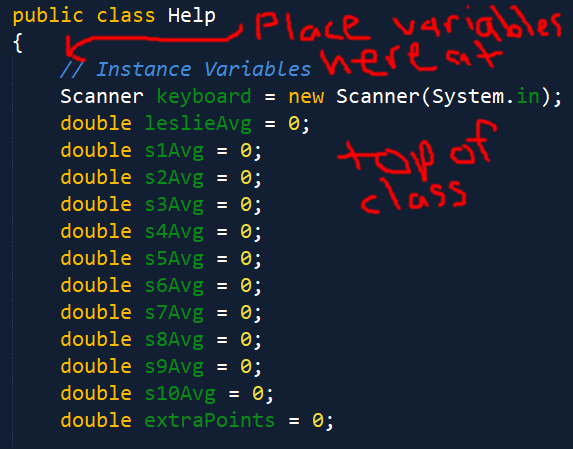 public class Help
{
Place variables
here at
top of
class
// Instance Variables
Scanner keyboard = new Scanner(System.in);
double leslieAvg = 0;
double s1Avg = 0;
double s2Avg = 0;
double s3Avg = 0;
double s4Avg = 0;
double s5Avg = 0;
double s6Avg = 0;
double s7Avg = 0;
double s8Avg = 0;
double s9Avg = 0;
double s10Avg = 0;
double extraPoints = 0;